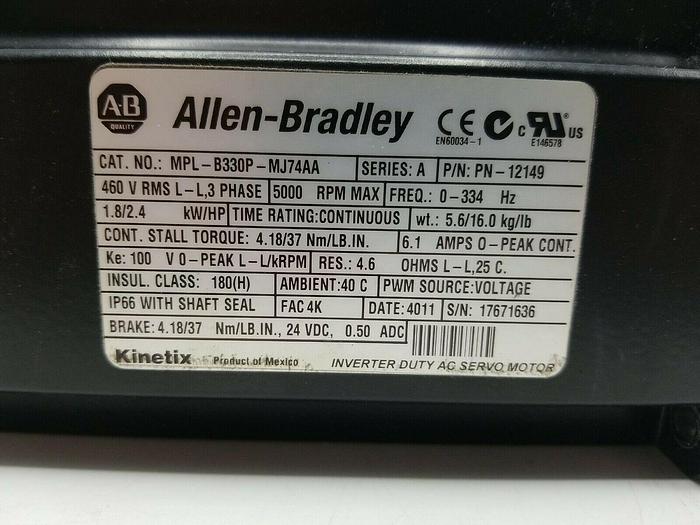 A-B
QUALITY
Allen-Bradley
CE
EN60034-1
c RU US
E146578
CAT. NO.: MPL-B330P-MJ74AA SERIES: A P/N: PN-12149
460 V RMS L-L,3 PHASE 5000 RPM MAX FREQ.: 0-334 Hz
1.8/2.4 kW/HP TIME RATING:CONTINUOUS wt.: 5.6/16.0 kg/lb
CONT. STALL TORQUE: 4.18/37 Nm/LB.IN. 6.1 AMPS 0-PEAK CONT.
Ke: 100 V 0-PEAK L-L/kRPM RES.: 4.6 OHMS L-L,25 C.
INSUL. CLASS: 180(H) AMBIENT:40 C PWM SOURCE:VOLTAGE
IP66 WITH SHAFT SEAL FAC 4K DATE: 4011 S/N: 17671636
BRAKE: 4.18/37 Nm/LB.IN., 24 VDC, 0.50 ADC
Kinetix Product of Mexico INVERTER DUTY AC SERVO MOTOR